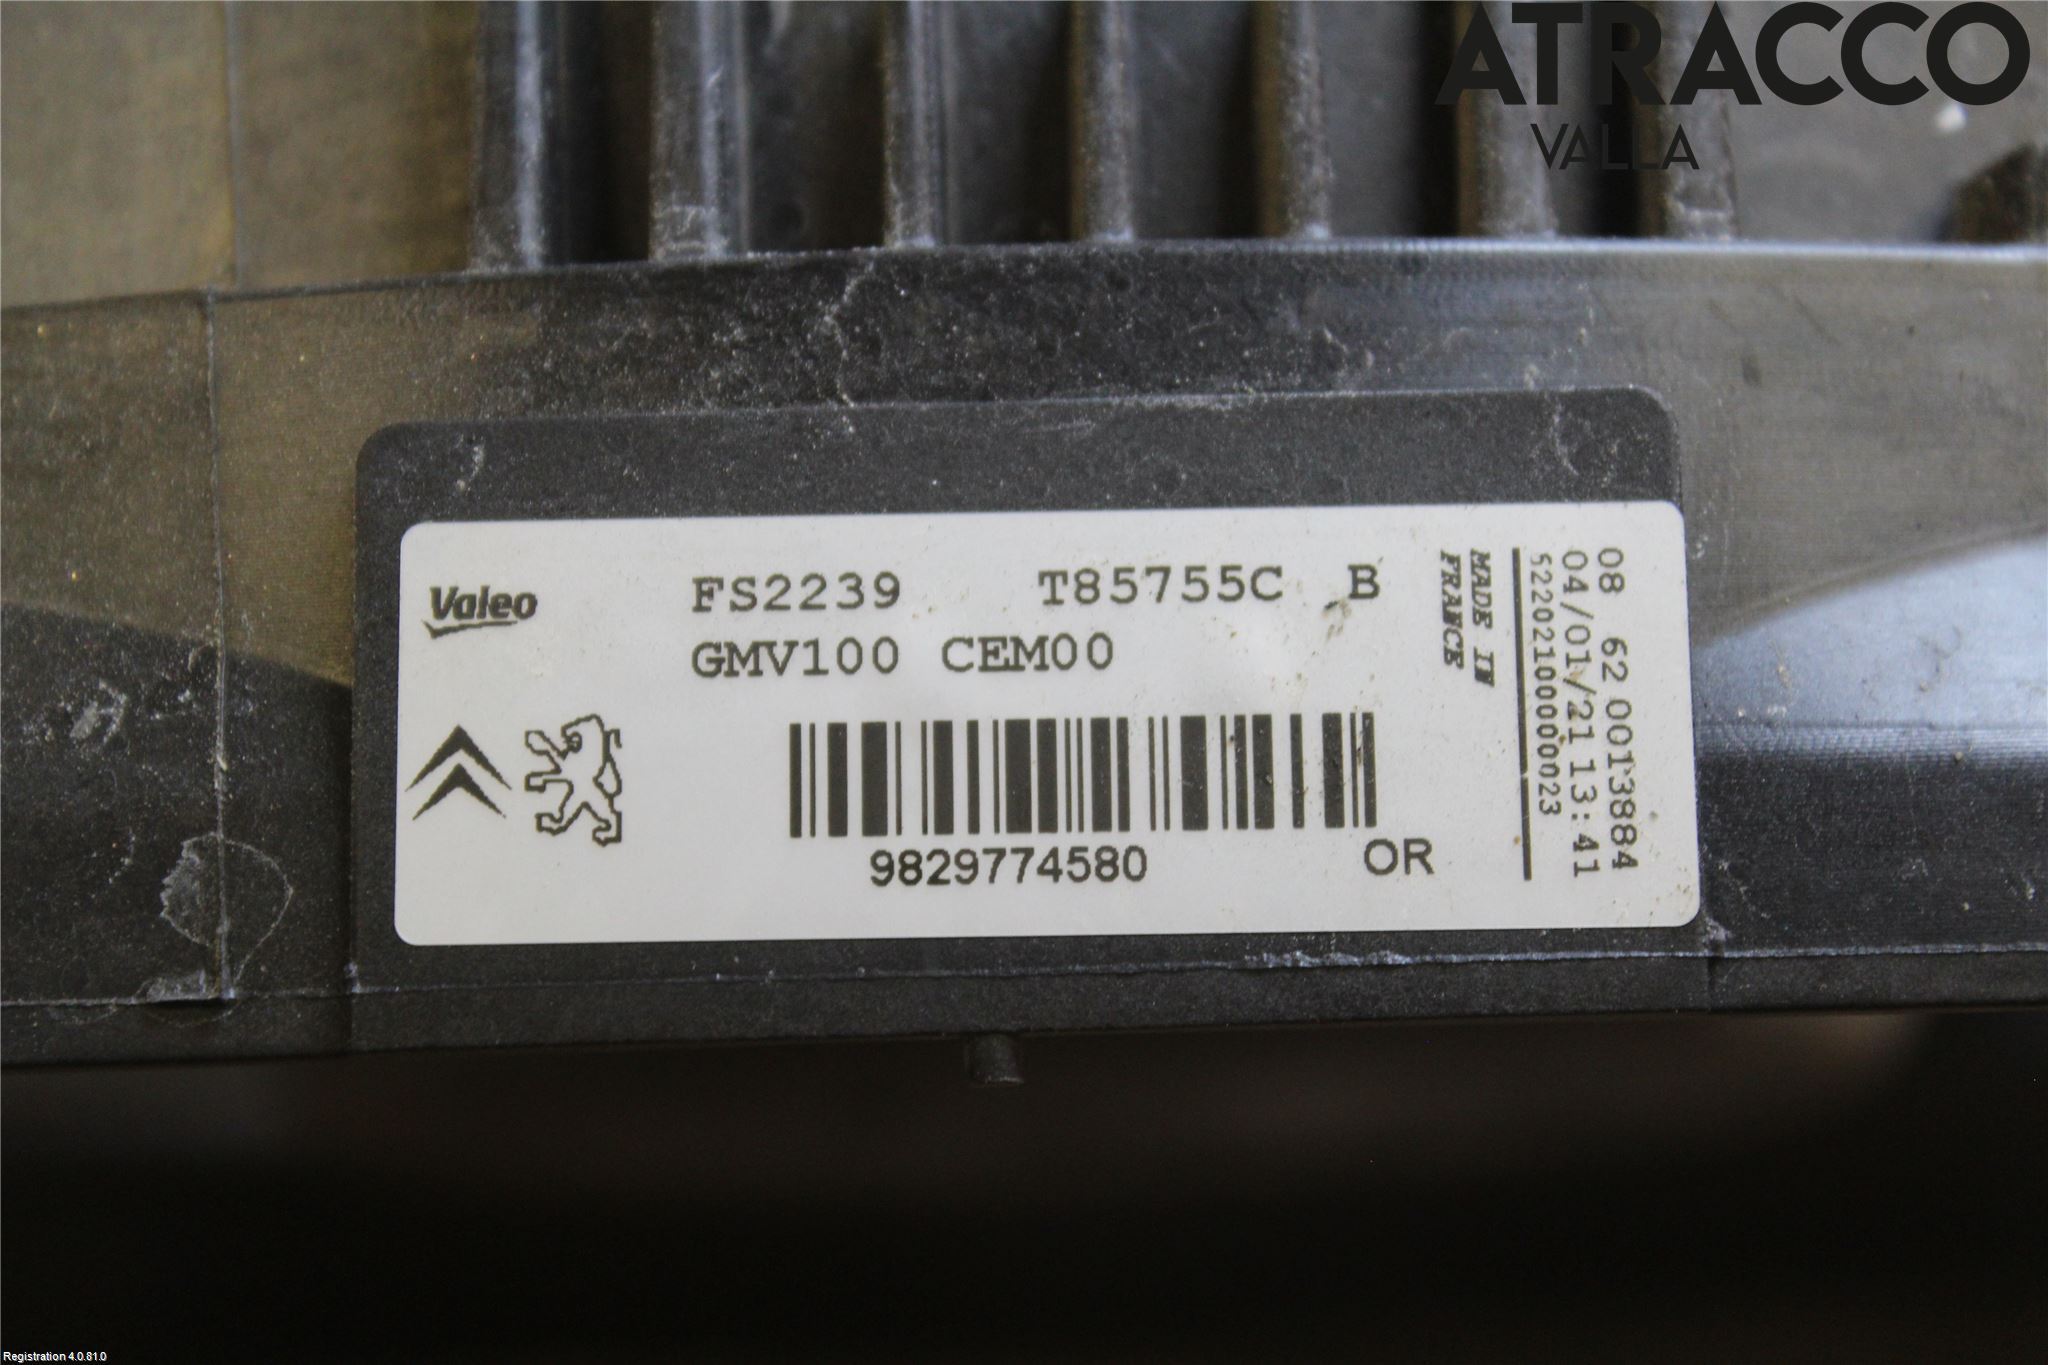 ATRACCO
VALLA
Valeo
FS2239 T85755C B
GMV100 CEM00
9829774580
OR
MADE IN
FRANCE
08 62 0013884
04/01/21 13:41
522021000000023
Registration 4.0.81.0